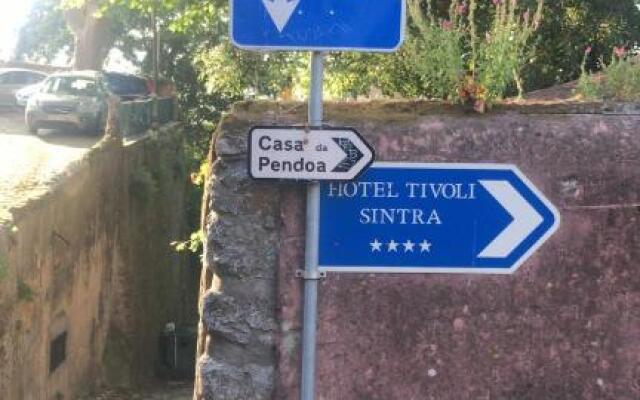 Casa da
Pendoa
HOTEL TIVOLI
SINTRA